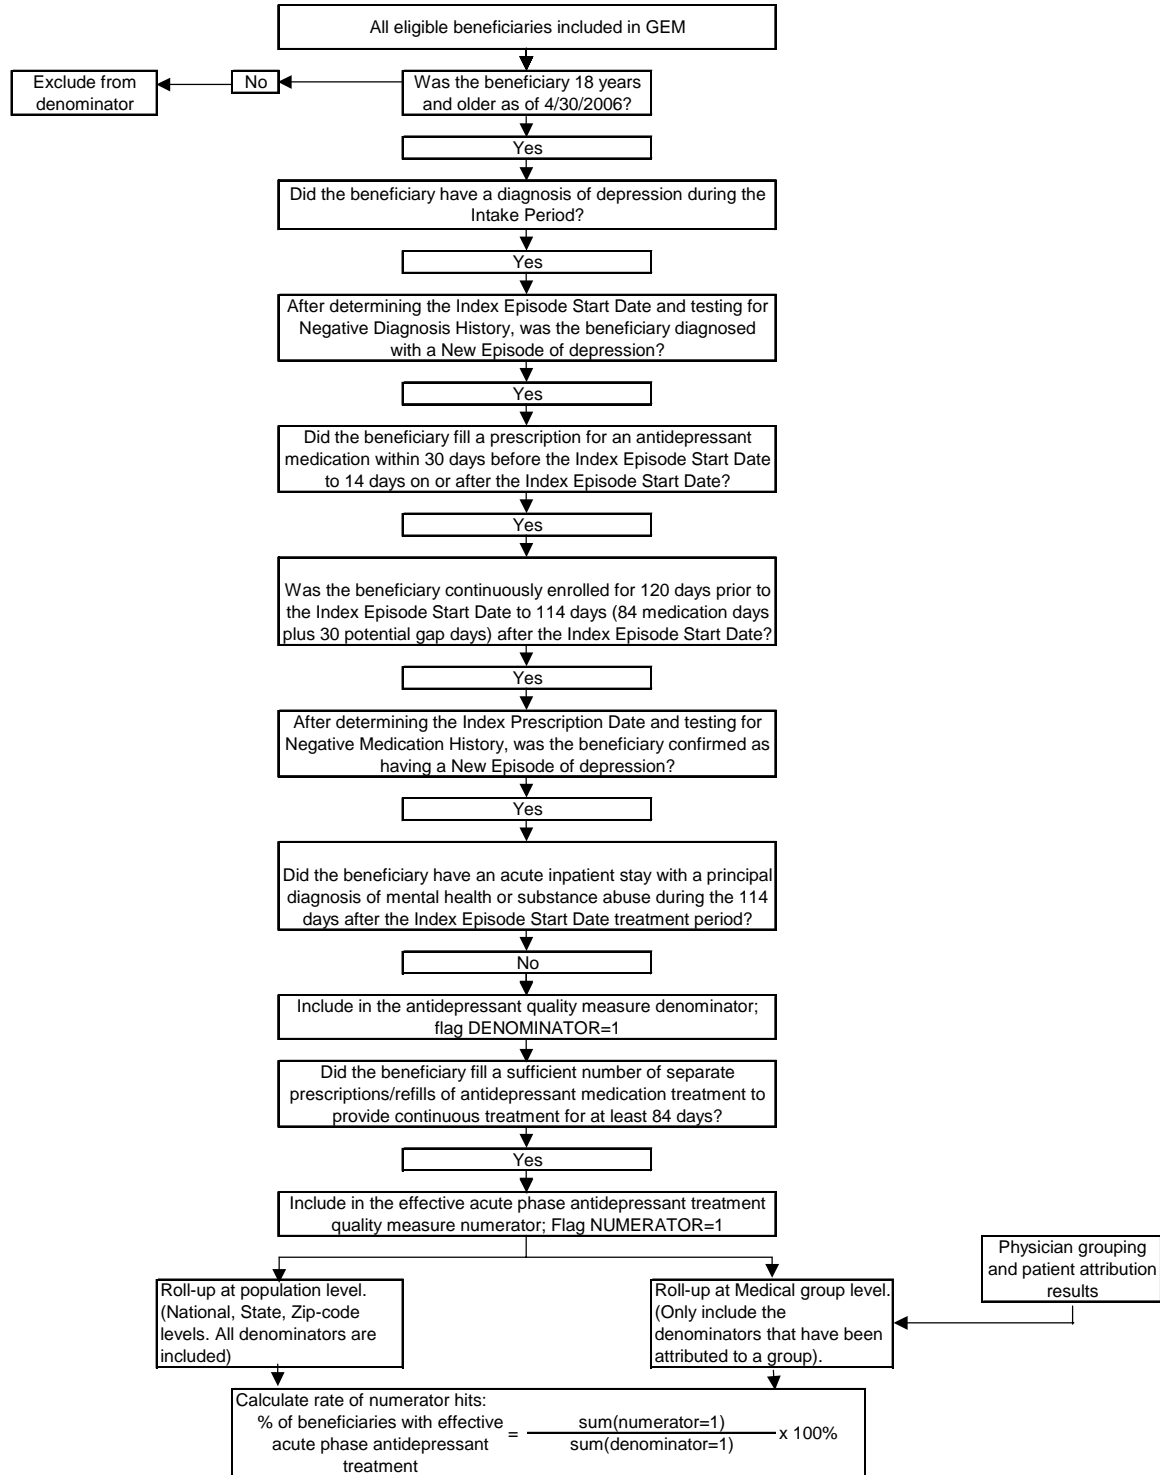 All eligible beneficiaries included in GEM
Exclude from
denominator
No
Was the beneficiary 18 years
and older as of 4/30/2006?
Yes
Did the beneficiary have a diagnosis of depression during the
Intake Period?
Yes
After determining the Index Episode Start Date and testing for
Negative Diagnosis History, was the beneficiary diagnosed
with a New Episode of depression?
Yes
Did the beneficiary fill a prescription for an antidepressant
medication within 30 days before the Index Episode Start Date
to 14 days on or after the Index Episode Start Date?
Yes
Was the beneficiary continuously enrolled for 120 days prior to
the Index Episode Start Date to 114 days (84 medication days
plus 30 potential gap days) after the Index Episode Start Date?
Yes
After determining the Index Prescription Date and testing for
Negative Medication History, was the beneficiary confirmed as
having a New Episode of depression?
Yes
Did the beneficiary have an acute inpatient stay with a principal
diagnosis of mental health or substance abuse during the 114
days after the Index Episode Start Date treatment period?
No
Include in the antidepressant quality measure denominator;
flag DENOMINATOR=1
Did the beneficiary fill a sufficient number of separate
prescriptions/refills of antidepressant medication treatment to
provide continuous treatment for at least 84 days?
Yes
Include in the effective acute phase antidepressant treatment
quality measure numerator; Flag NUMERATOR=1
Physician grouping
and patient attribution
results
Roll-up at population level.
(National, State, Zip-code
levels. All denominators are
included)
Roll-up at Medical group level.
(Only include the
denominators that have been
attributed to a group).
Calculate rate of numerator hits:
% of beneficiaries with effective
acute phase antidepressant
treatment
=
sum(numerator=1)
sum(denominator=1)
x 100%